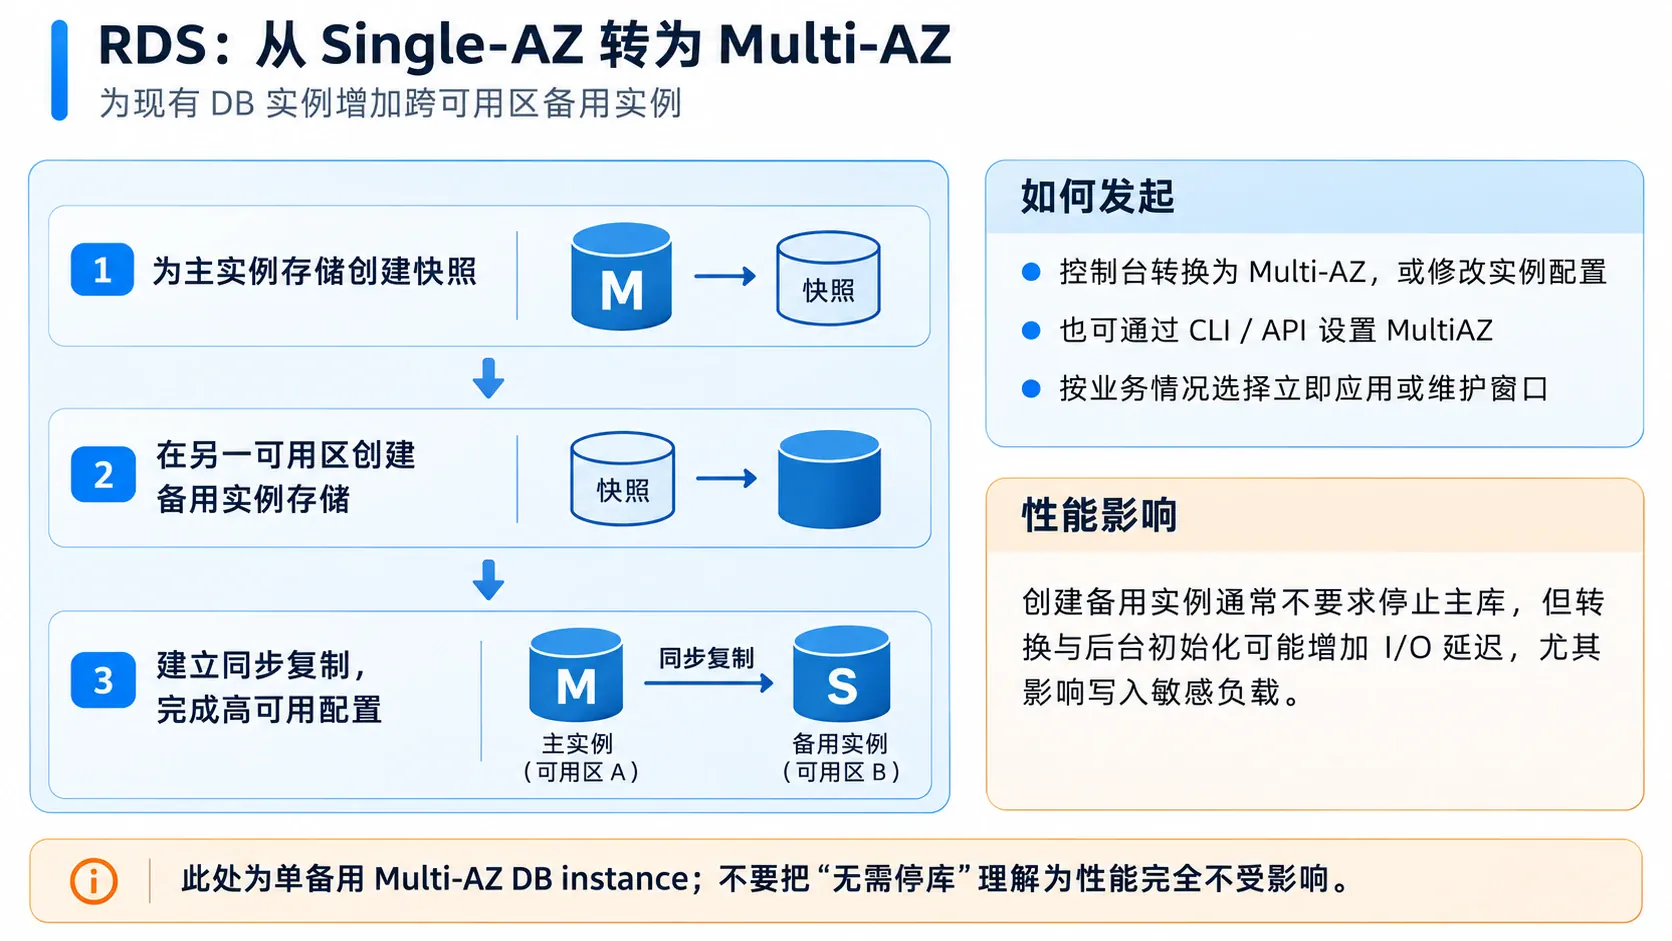 RDS：从 Single-AZ 转为 Multi-AZ
为现有 DB 实例增加跨可用区备用实例
1
为主实例存储创建快照
M
快照
2
在另一可用区创建
备用实例存储
快照
3
建立同步复制，
完成高可用配置
M
同步复制
S
主实例
（可用区 A）
备用实例
（可用区 B）
如何发起
控制台转换为 Multi-AZ，或修改实例配置
也可通过 CLI / API 设置 MultiAZ
按业务情况选择立即应用或维护窗口
性能影响
创建备用实例通常不要求停止主库，但转
换与后台初始化可能增加 I/O 延迟，尤其
影响写入敏感负载。
此处为单备用 Multi-AZ DB instance；不要把“无需停库”理解为性能完全不受影响。